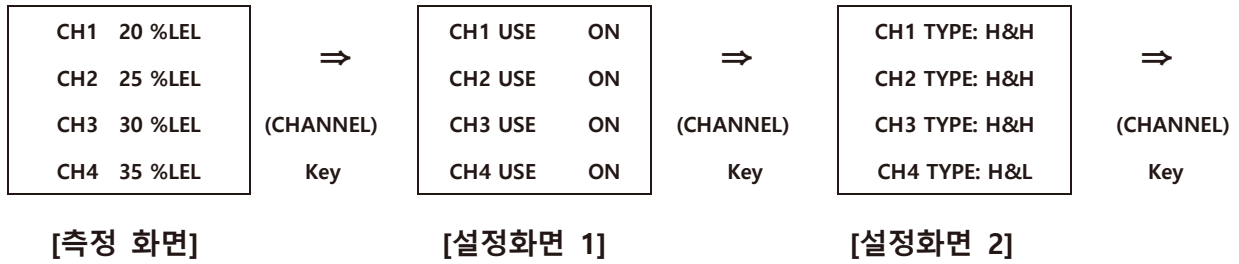 CH1 20 %LEL
CH2 25 %LEL
CH3 30 %LEL
CH4 35 %LEL
[측정 화면]
⇒
(CHANNEL)
Key
CH1 USE ON
CH2 USE ON
CH3 USE ON
CH4 USE ON
[설정화면 1]
⇒
(CHANNEL)
Key
CH1 TYPE: H&H
CH2 TYPE: H&H
CH3 TYPE: H&H
CH4 TYPE: H&L
[설정화면 2]
⇒
(CHANNEL)
Key